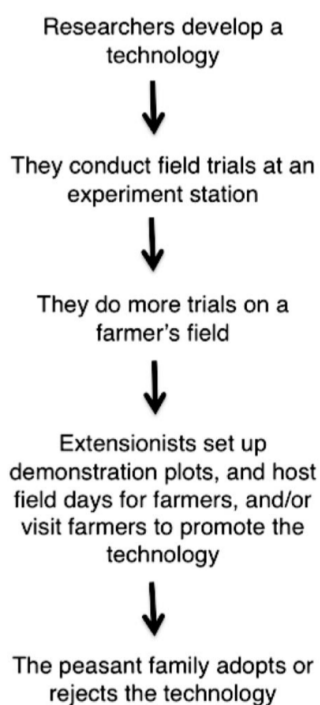 Researchers develop a
technology
They conduct field trials at an
experiment station
They do more trials on a
farmer's field
Extensionists set up
demonstration plots, and host
field days for farmers, and/or
visit farmers to promote the
technology
The peasant family adopts or
rejects the technology